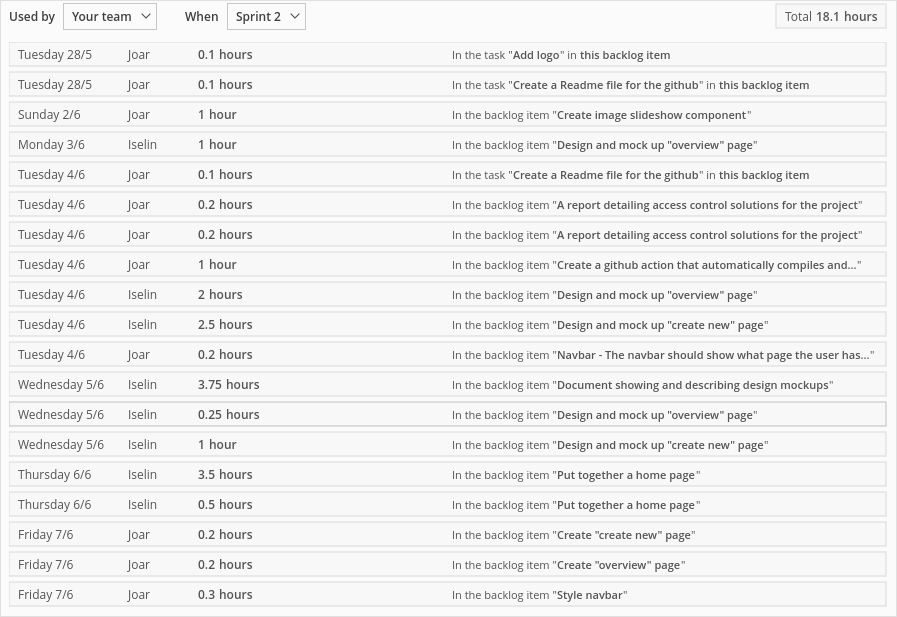 Used by Your team When Sprint 2 Total 18.1 hours
Tuesday 28/5 Joar 0.1 hours In the task "Add logo" in this backlog item
Tuesday 28/5 Joar 0.1 hours In the task "Create a Readme file for the github" in this backlog item
Sunday 2/6 Joar 1 hour In the backlog item "Create image slideshow component"
Monday 3/6 Iselin 1 hour In the backlog item "Design and mock up "overview" page"
Tuesday 4/6 Joar 0.1 hours In the task "Create a Readme file for the github" in this backlog item
Tuesday 4/6 Joar 0.2 hours In the backlog item "A report detailing access control solutions for the project"
Tuesday 4/6 Joar 0.2 hours In the backlog item "A report detailing access control solutions for the project"
Tuesday 4/6 Joar 1 hour In the backlog item "Create a github action that automatically compiles and..."
Tuesday 4/6 Iselin 2 hours In the backlog item "Design and mock up "overview" page"
Tuesday 4/6 Iselin 2.5 hours In the backlog item "Design and mock up "create new" page"
Tuesday 4/6 Joar 0.2 hours In the backlog item "Navbar - The navbar should show what page the user has..."
Wednesday 5/6 Iselin 3.75 hours In the backlog item "Document showing and describing design mockups"
Wednesday 5/6 Iselin 0.25 hours In the backlog item "Design and mock up "overview" page"
Wednesday 5/6 Iselin 1 hour In the backlog item "Design and mock up "create new" page"
Thursday 6/6 Iselin 3.5 hours In the backlog item "Put together a home page"
Thursday 6/6 Iselin 0.5 hours In the backlog item "Put together a home page"
Friday 7/6 Joar 0.2 hours In the backlog item "Create "create new" page"
Friday 7/6 Joar 0.2 hours In the backlog item "Create "overview" page"
Friday 7/6 Joar 0.3 hours In the backlog item "Style navbar"